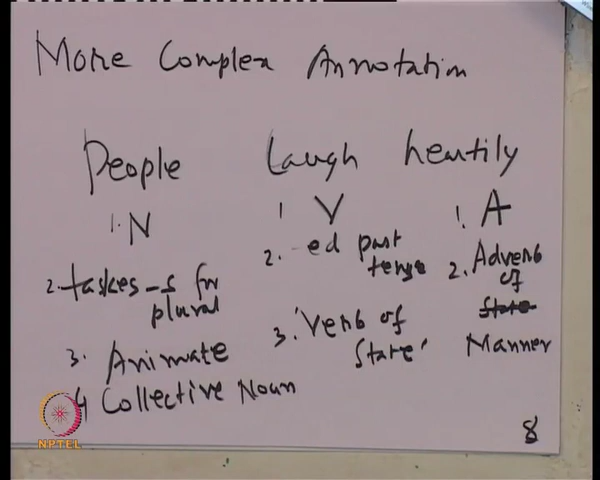 More Complex Annotation
People Laugh heartily
1. N
2. taskes -s for
plural
3. Animate
4 Collective Noun
1 V
2. -ed past
tense
3. 'Verb of
State'
1. A
2. Adverb
of
State
Manner
NPTEL
8